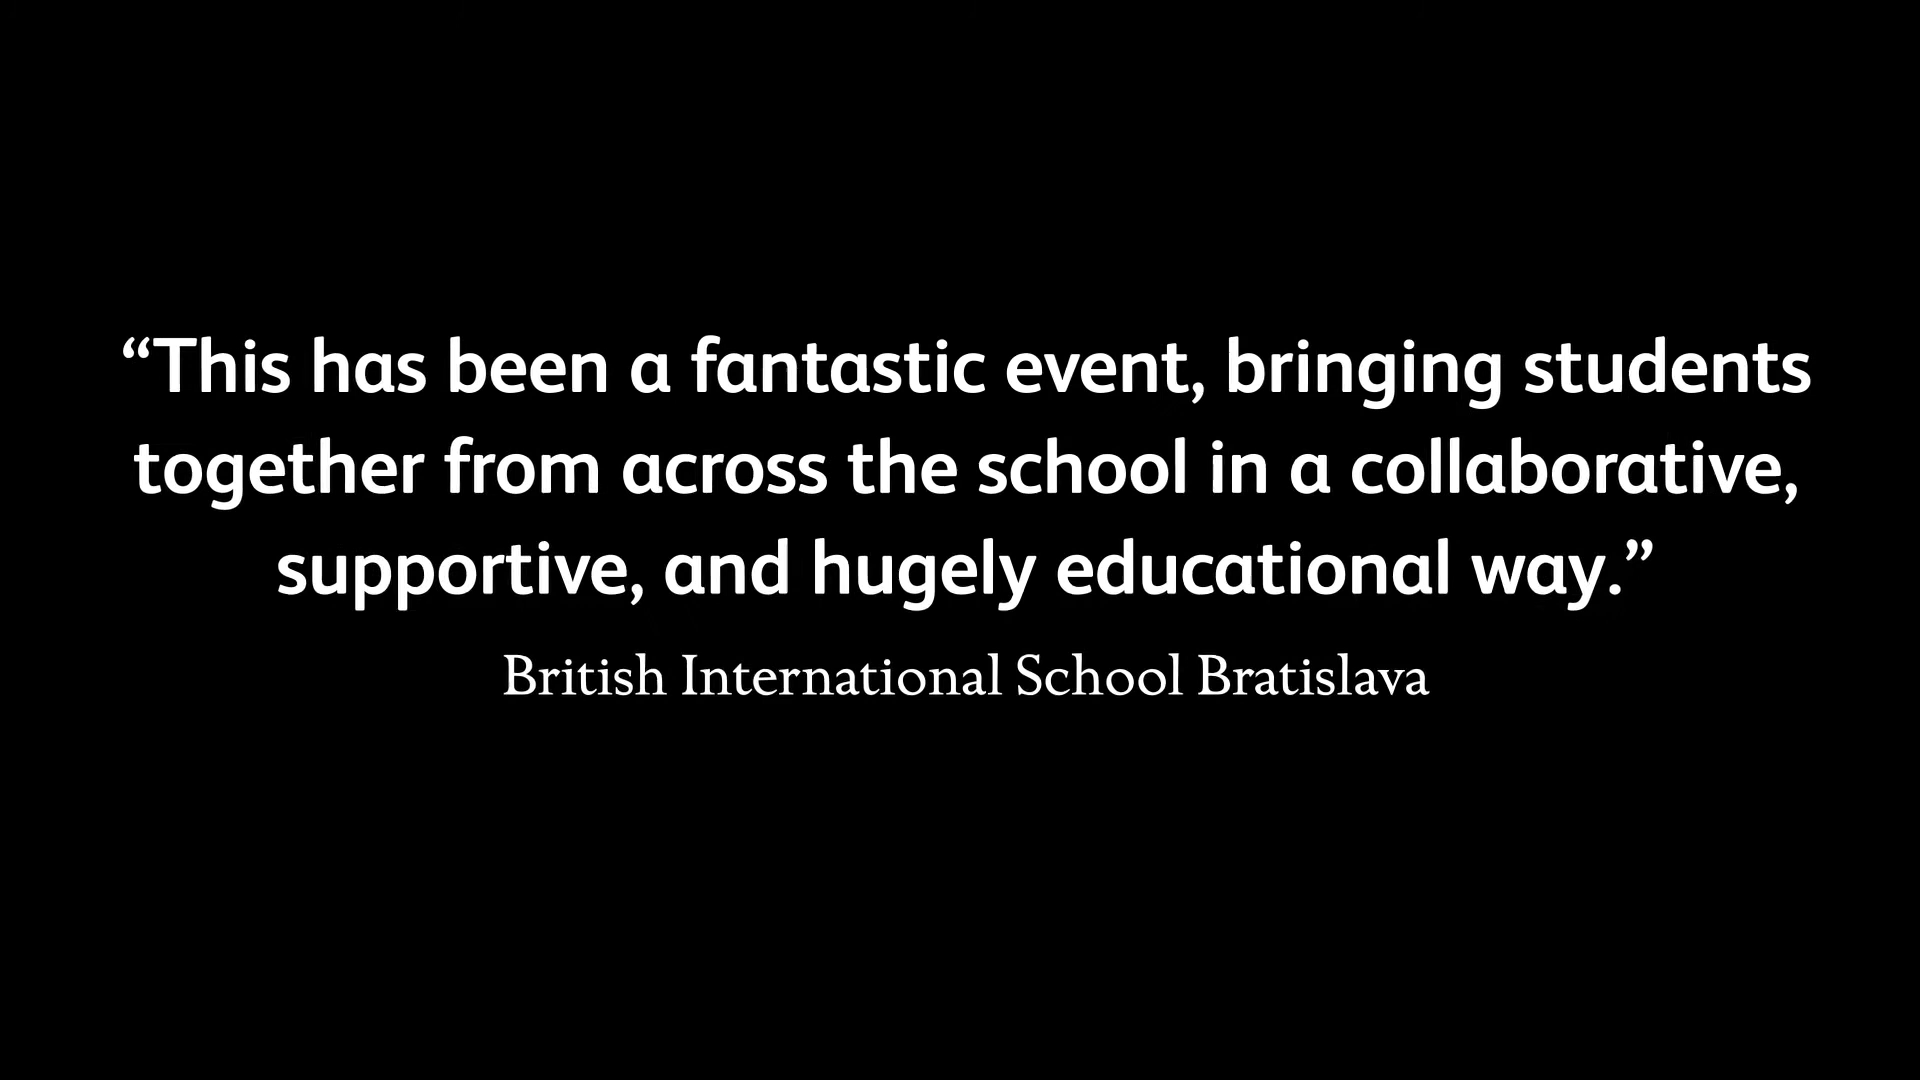 “This has been a fantastic event, bringing students
together from across the school in a collaborative,
supportive, and hugely educational way.”
British International School Bratislava